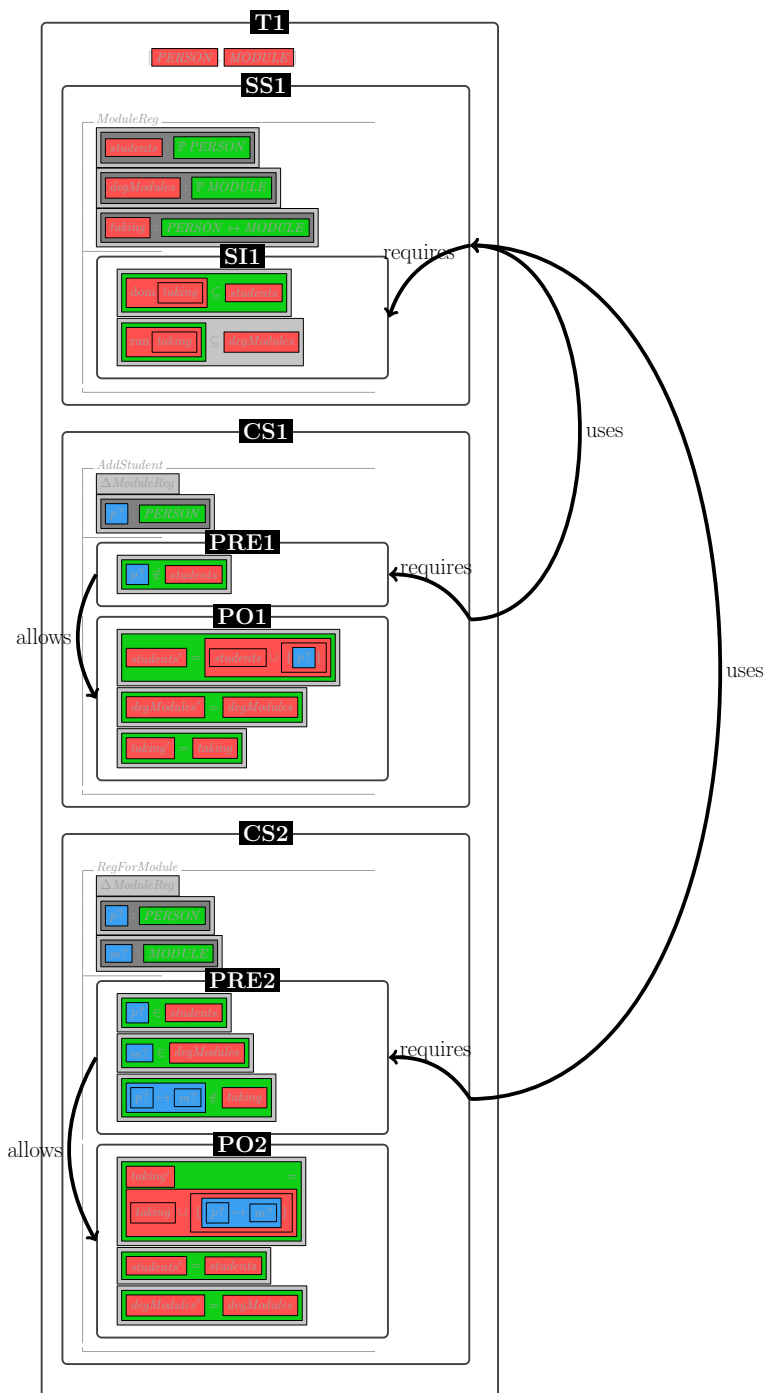 T1
[PERSON, MODULE]
SS1
ModuleReg
students : ℙ PERSON
degModules : ℙ MODULE
taking : PERSON ↔ MODULE
requires
SI1
dom taking ⊆ students
ran taking ⊆ degModules
uses
CS1
AddStudent
ΔModuleReg
p? : PERSON
PRE1
requires
p? ∉ students
allows
PO1
students′ = students ∪ {p?}
degModules′ = degModules
taking′ = taking
uses
CS2
RegForModule
ΔModuleReg
p? : PERSON
m? : MODULE
PRE2
p? ∈ students
requires
m? ∈ degModules
p? ↦ m? ∉ taking
allows
PO2
taking′ =
taking ∪ {p? ↦ m?}
students′ = students
degModules′ = degModules